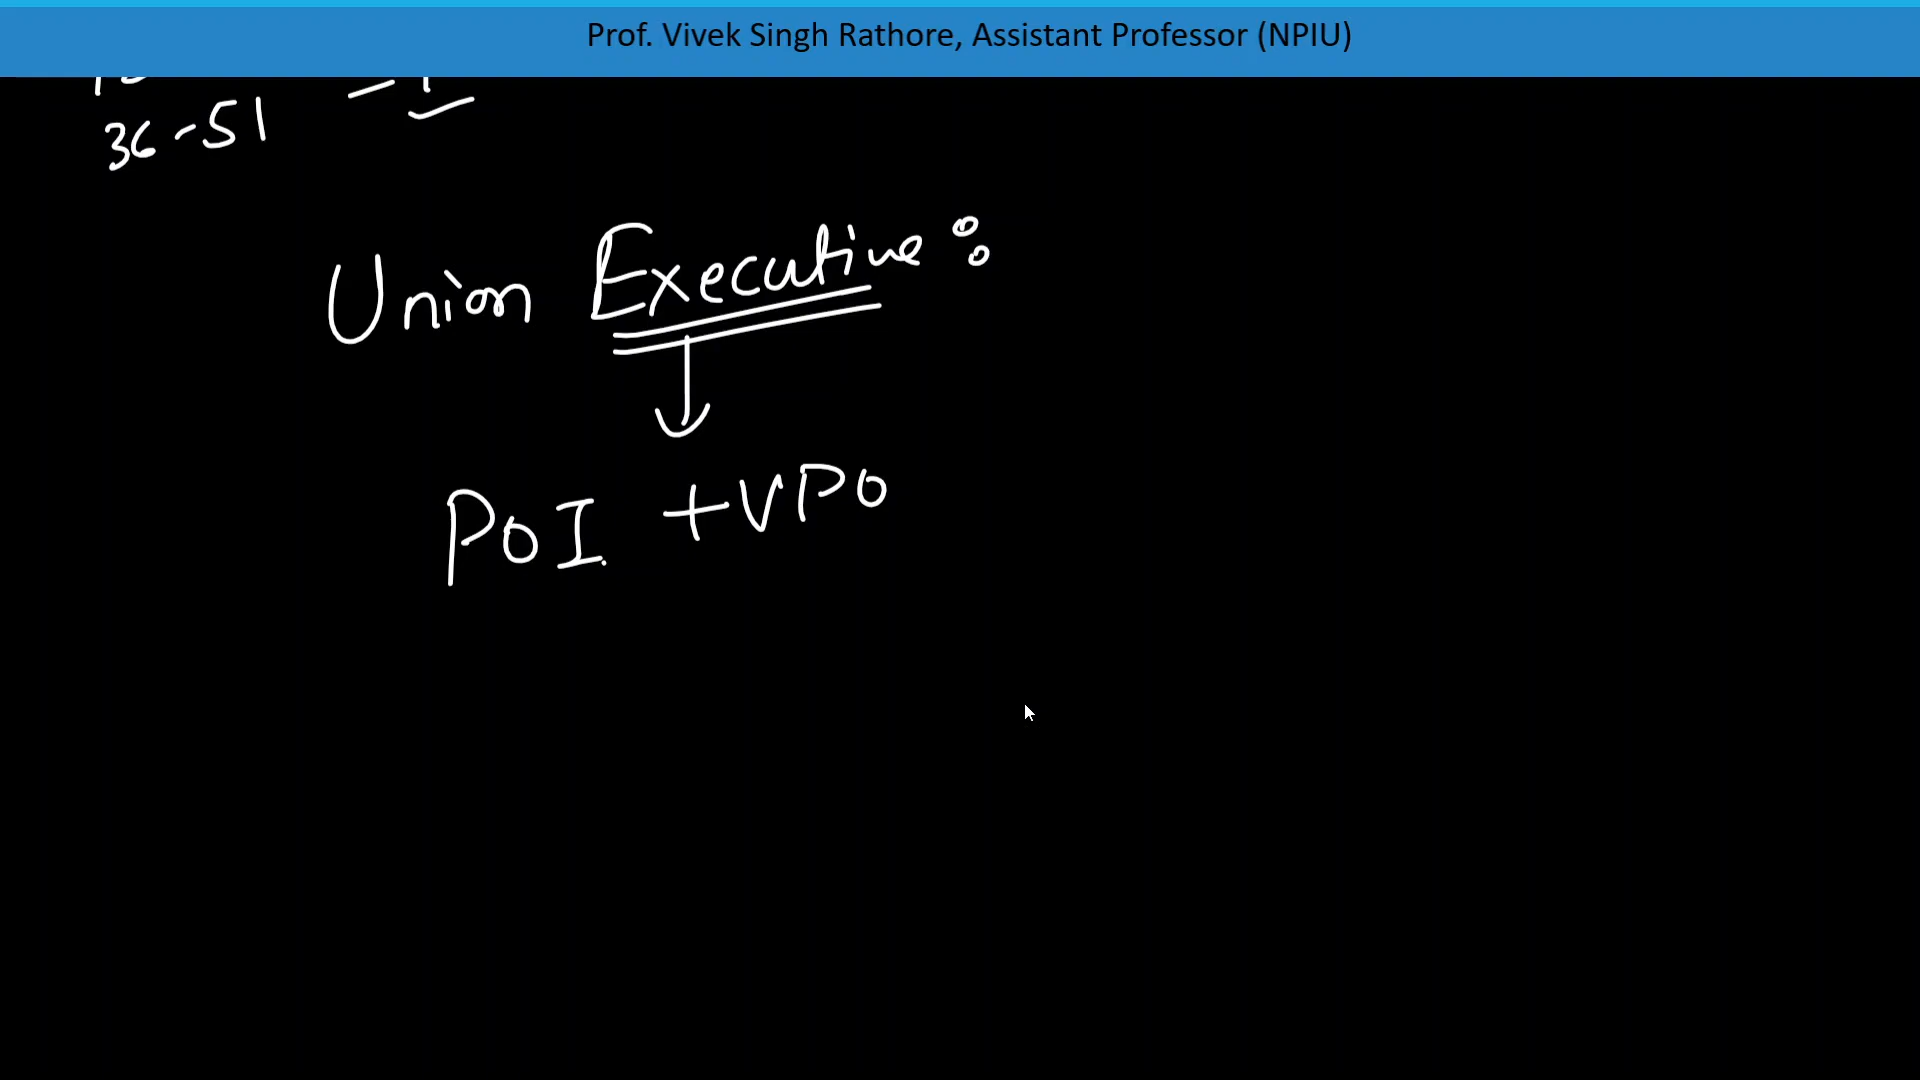 Prof. Vivek Singh Rathore, Assistant Professor (NPIU)
36-51
Union Executive:
PoI. +VPo